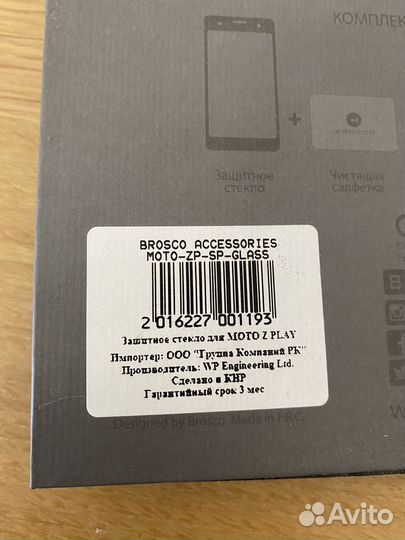 КОМПЛЕК
BROSCO
Защитное
стекло
+
Чистящая
салфетка
BROSCO ACCESSORIES
MOTO-ZP-SP-GLASS
2 016227 001193
Защитное стекло для MOTO Z PLAY
Импортер: ООО "Группа Компаний РК"
Производитель: WP Engineering Ltd.
Сделано в КНР
Гарантийный срок 3 мес
Designed by Brosco. Made in P.R.C.
W
Avito